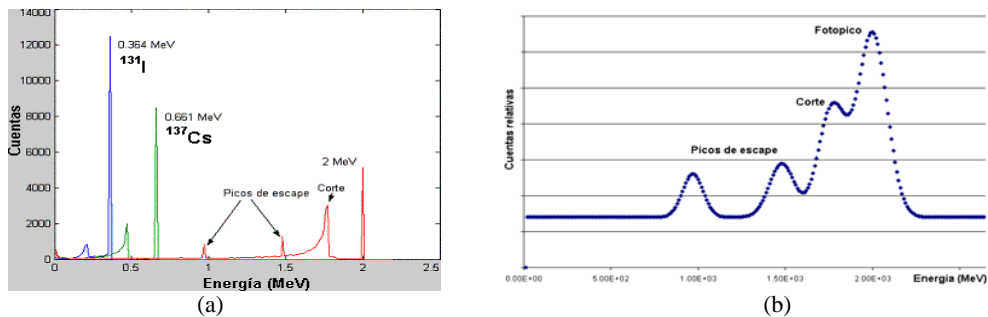 14000
12000
10000
8000
6000
4000
2000
0
Cuentas
0.364 MeV
131I
0.661 MeV
137Cs
2 MeV
Picos de escape
Corte
0 0.5 1 1.5 2 2.5
Energía (MeV)
(a)
Fotopico
Corte
Picos de escape
Cuentas relativas
0.00E+00 5.00E+02 1.00E+03 1.50E+03 2.00E+03 Energía (MeV)
(b)